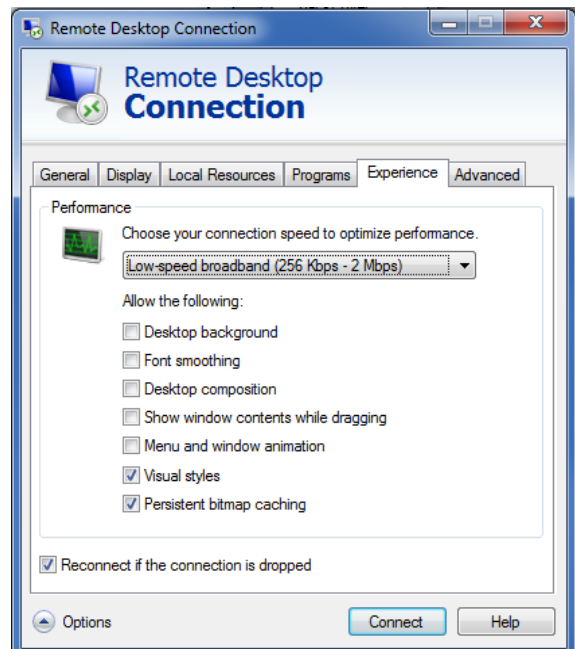 Remote Desktop Connection
Remote Desktop
Connection
General Display Local Resources Programs Experience Advanced
Performance
Choose your connection speed to optimize performance.
Low-speed broadband (256 Kbps - 2 Mbps)
Allow the following:
Desktop background
Font smoothing
Desktop composition
Show window contents while dragging
Menu and window animation
Visual styles
Persistent bitmap caching
Reconnect if the connection is dropped
Options Connect Help